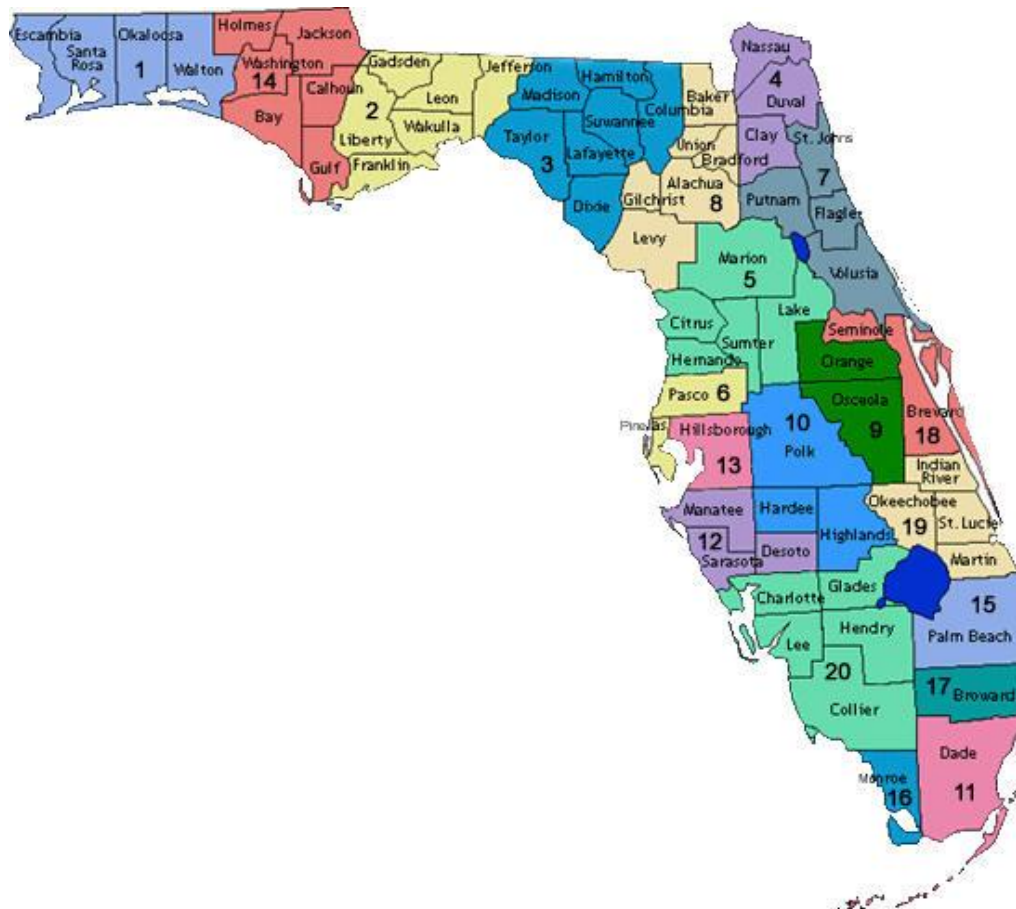 Escambia
Santa
Rosa
Okaloosa
1
Walton
Holmes
Jackson
Washington
14
Calhoun
Bay
Gulf
Gadsden
Jefferson
Leon
2
Wakulla
Liberty
Franklin
Hamilton
Madison
Columbia
Suwannee
Taylor
3
Lafayette
Dixie
Nassau
4
Duval
Baker
Clay
St. Johns
Union
Bradford
7
Alachua
Gilchrist
8
Putnam
Flagler
Levy
Volusia
Marion
5
Lake
Citrus
Sumter
Hernando
Seminole
Orange
Pasco
6
Osceola
Brevard
18
Pinellas
Hillsborough
10
9
13
Polk
Indian
River
Manatee
Hardee
Okeechobee
19
St. Lucie
12
Highlands
Sarasota
Desoto
Martin
Charlotte
Glades
15
Palm Beach
Lee
Hendry
20
17
Broward
Collier
Dade
Monroe
16
11